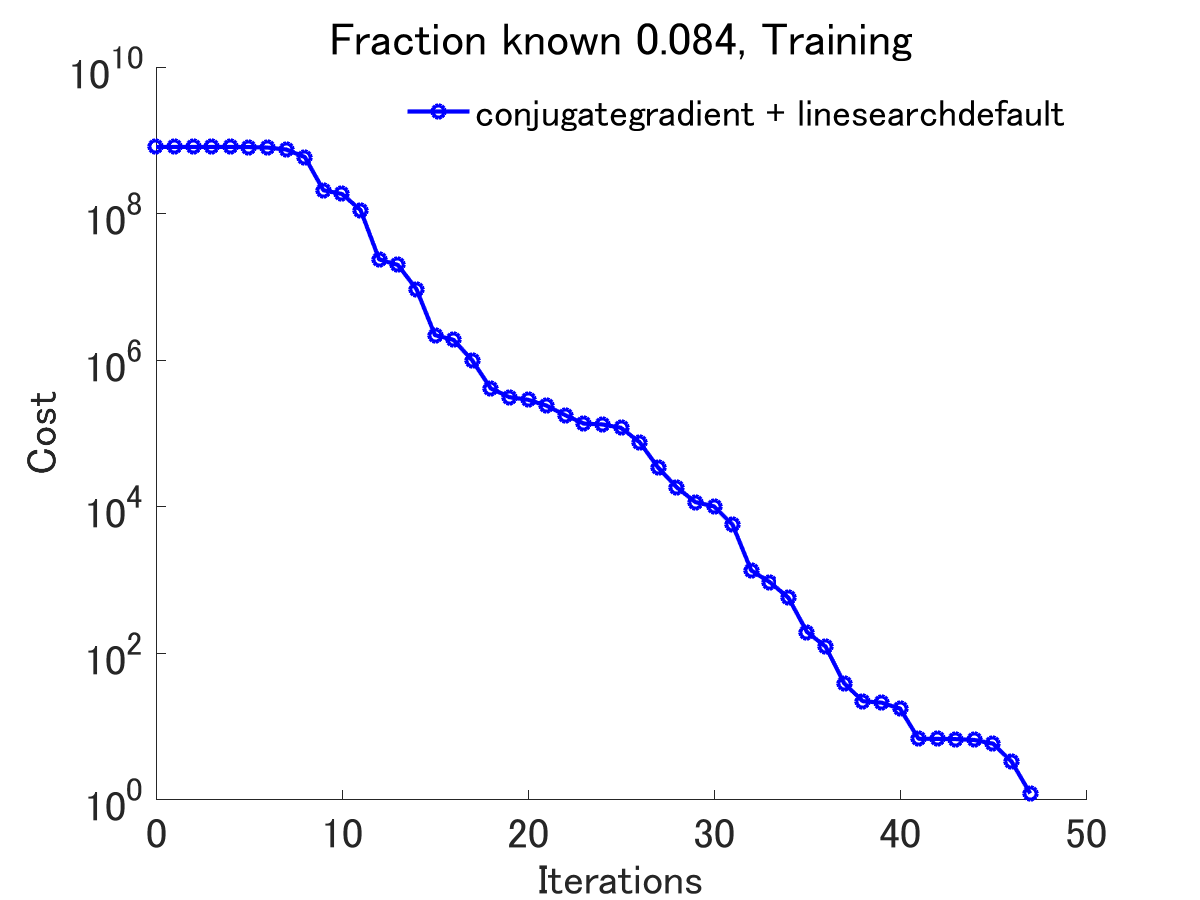 Fraction known 0.084, Training
conjugategradient + linesearchdefault
Cost
10^10
10^8
10^6
10^4
10^2
10^0
0 10 20 30 40 50
Iterations